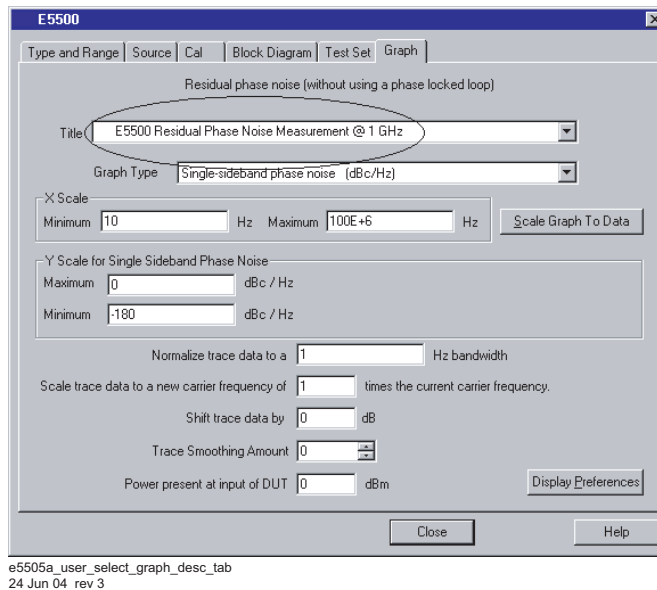 E5500
Type and Range Source Cal Block Diagram Test Set Graph
Residual phase noise (without using a phase locked loop)
Title E5500 Residual Phase Noise Measurement @ 1 GHz
Graph Type Single-sideband phase noise (dBc/Hz)
X Scale
Minimum 10 Hz Maximum 100E+6 Hz Scale Graph To Data
Y Scale for Single Sideband Phase Noise
Maximum 0 dBc / Hz
Minimum -180 dBc / Hz
Normalize trace data to a 1 Hz bandwidth
Scale trace data to a new carrier frequency of 1 times the current carrier frequency.
Shift trace data by 0 dB
Trace Smoothing Amount 0
Power present at input of DUT 0 dBm Display Preferences
Close Help
e5505a_user_select_graph_desc_tab
24 Jun 04 rev 3